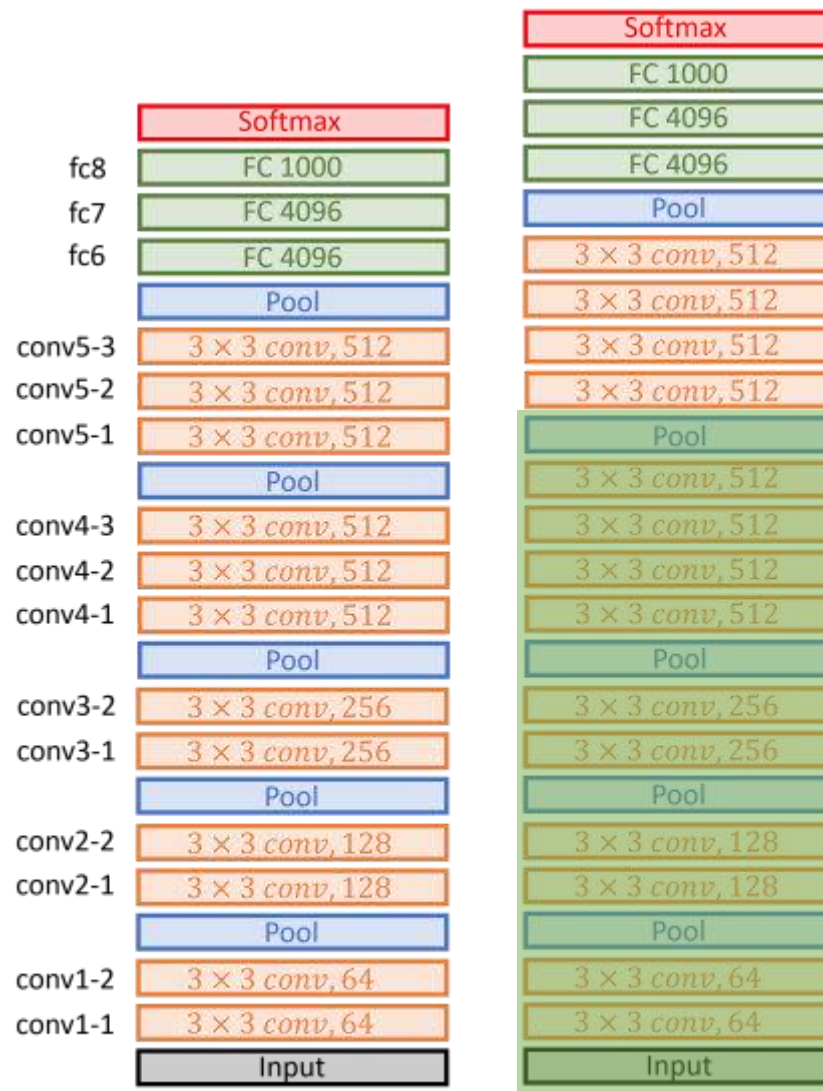 Softmax
fc8 FC 1000
fc7 FC 4096
fc6 FC 4096
Pool
conv5-3 3 × 3 conv, 512
conv5-2 3 × 3 conv, 512
conv5-1 3 × 3 conv, 512
Pool
conv4-3 3 × 3 conv, 512
conv4-2 3 × 3 conv, 512
conv4-1 3 × 3 conv, 512
Pool
conv3-2 3 × 3 conv, 256
conv3-1 3 × 3 conv, 256
Pool
conv2-2 3 × 3 conv, 128
conv2-1 3 × 3 conv, 128
Pool
conv1-2 3 × 3 conv, 64
conv1-1 3 × 3 conv, 64
Input
Softmax
FC 1000
FC 4096
FC 4096
Pool
3 × 3 conv, 512
3 × 3 conv, 512
3 × 3 conv, 512
3 × 3 conv, 512
Pool
3 × 3 conv, 512
3 × 3 conv, 512
3 × 3 conv, 512
3 × 3 conv, 512
Pool
3 × 3 conv, 256
3 × 3 conv, 256
Pool
3 × 3 conv, 128
3 × 3 conv, 128
Pool
3 × 3 conv, 64
3 × 3 conv, 64
Input